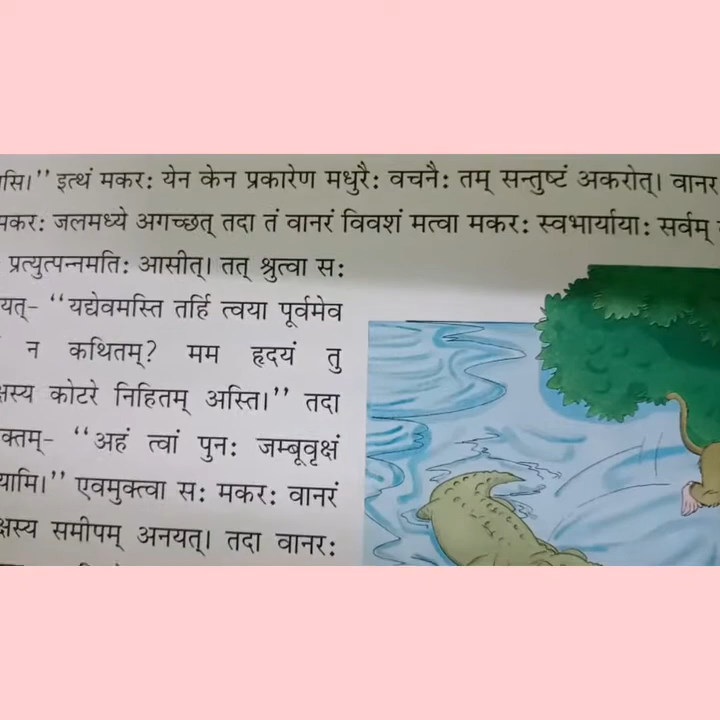 सि।’’ इत्थं मकर: येन केन प्रकारेण मधुरै: वचनै: तम् सन्तुष्टं अकरोत्। वानर
मकर: जलमध्ये अगच्छत् तदा तं वानरं विवशं मत्वा मकर: स्वभार्याया: सर्वम्
प्रत्युत्पन्नमति: आसीत्। तत् श्रुत्वा स:
यत्- ‘‘यद्येवमस्ति तर्हि त्वया पूर्वमेव
न कथितम्? मम हृदयं तु
क्षस्य कोटरे निहितम् अस्ति।’’ तदा
क्तम्- ‘‘अहं त्वां पुन: जम्बूवृक्षं
यामि।’’ एवमुक्त्वा स: मकर: वानरं
क्षस्य समीपम् अनयत्। तदा वानर: